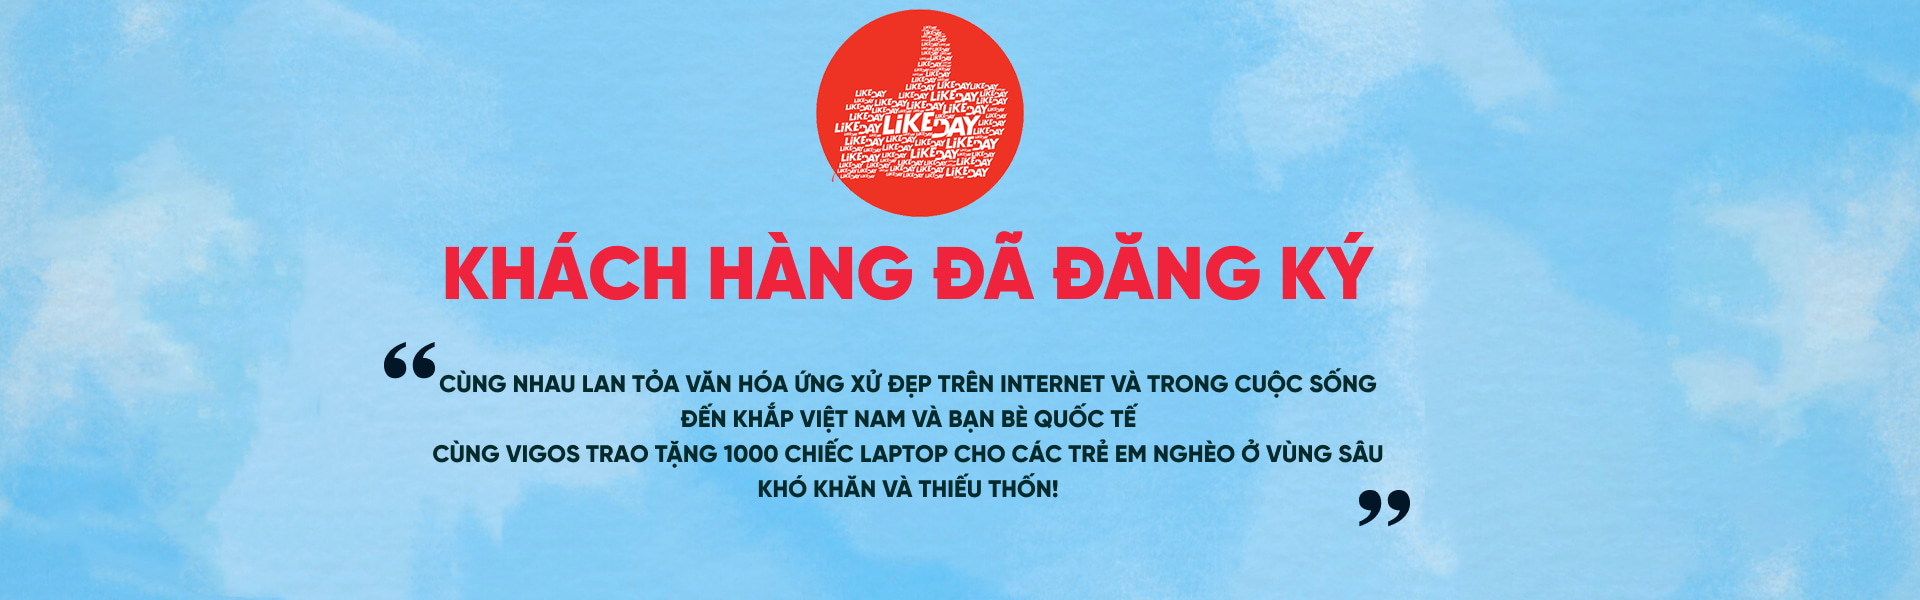 LIKEDAY
KHÁCH HÀNG ĐÃ ĐĂNG KÝ
“CÙNG NHAU LAN TỎA VĂN HÓA ỨNG XỬ ĐẸP TRÊN INTERNET VÀ TRONG CUỘC SỐNG
ĐẾN KHẮP VIỆT NAM VÀ BẠN BÈ QUỐC TẾ
CÙNG VIGOS TRAO TẶNG 1000 CHIẾC LAPTOP CHO CÁC TRẺ EM NGHÈO Ở VÙNG SÂU
KHÓ KHĂN VÀ THIẾU THỐN!”